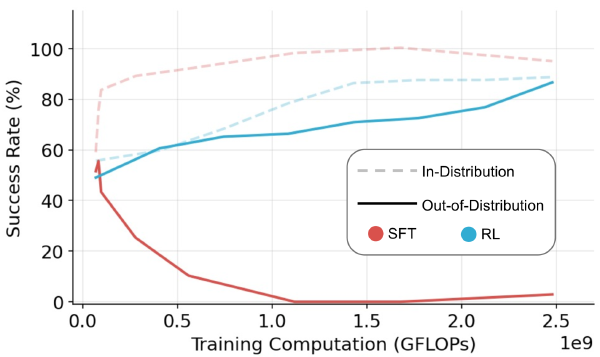 Success Rate (%)
100
80
60
40
20
0
In-Distribution
Out-of-Distribution
SFT
RL
0.0
0.5
1.0
1.5
2.0
2.5
1e9
Training Computation (GFLOPs)